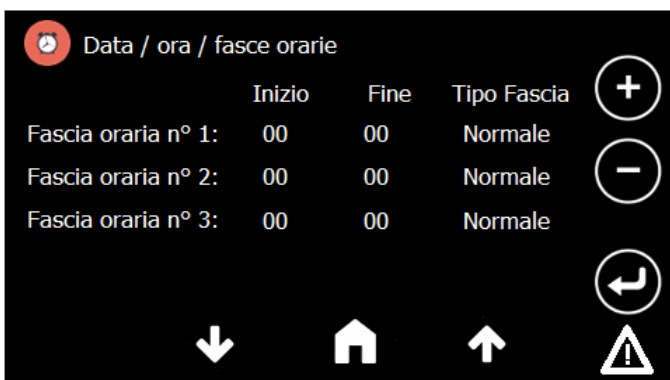 Data / ora / fasce orarie
Inizio Fine Tipo Fascia
Fascia oraria n° 1: 00 00 Normale
Fascia oraria n° 2: 00 00 Normale
Fascia oraria n° 3: 00 00 Normale